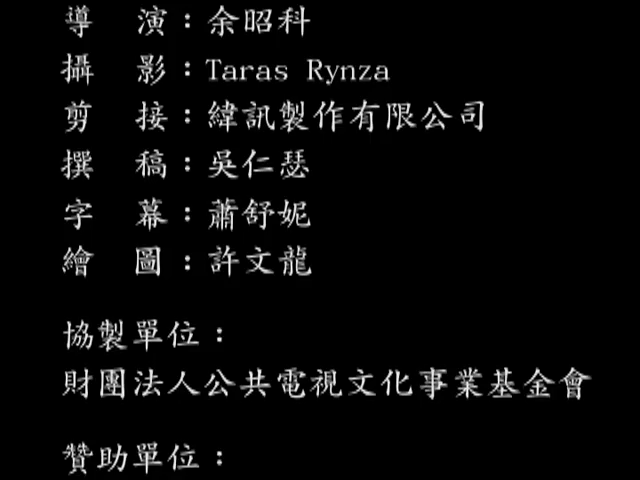 導　演：余昭科
攝　影：Taras Rynza
剪　接：緯訊製作有限公司
撰　稿：吳仁瑟
字　幕：蕭舒妮
繪　圖：許文龍
協製單位：
財團法人公共電視文化事業基金會
贊助單位：